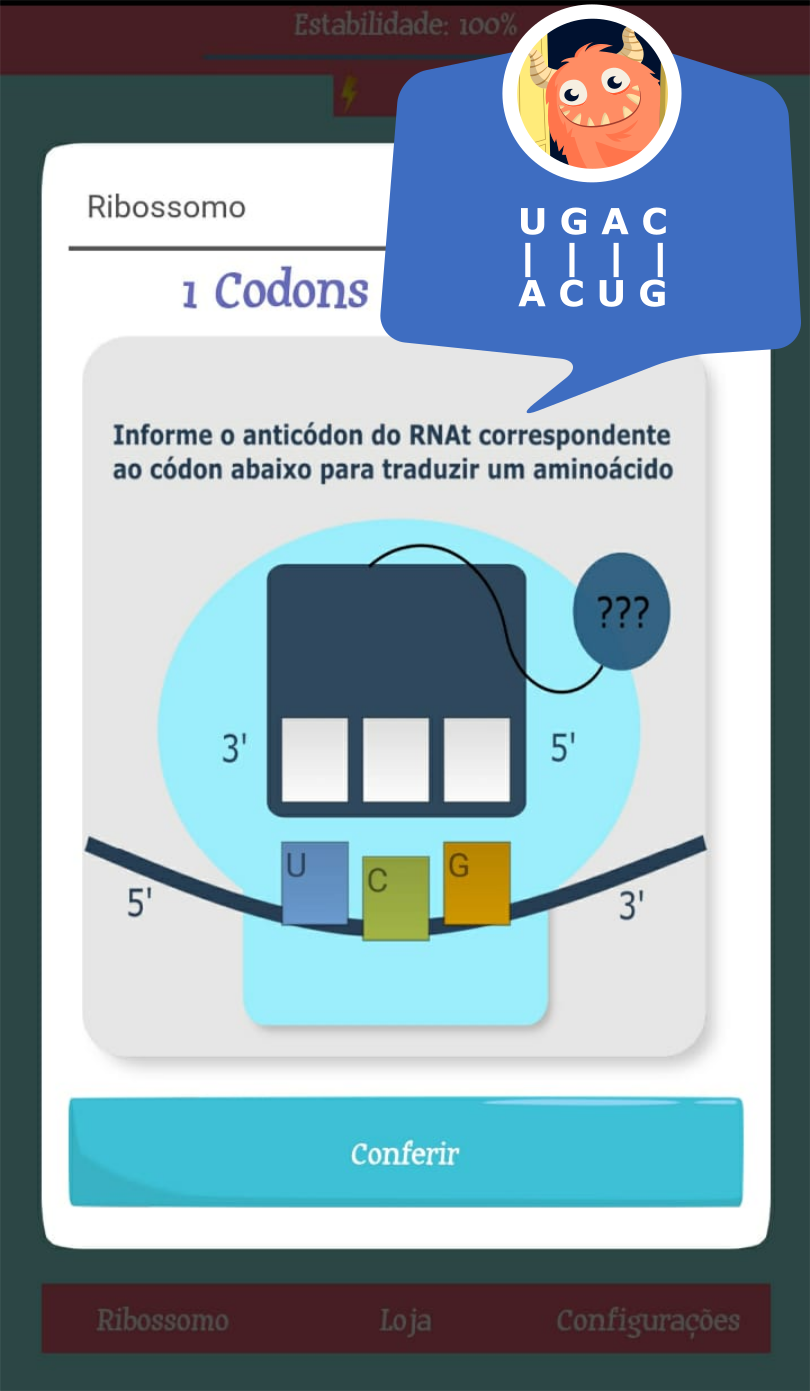 Estabilidade: 100%
Ribossomo
U G A C
| | | |
A C U G
1 Codons
Informe o anticódon do RNAt correspondente
ao códon abaixo para traduzir um aminoácido
???
3' 5'
U C G
5' 3'
Conferir
Ribossomo Loja Configurações